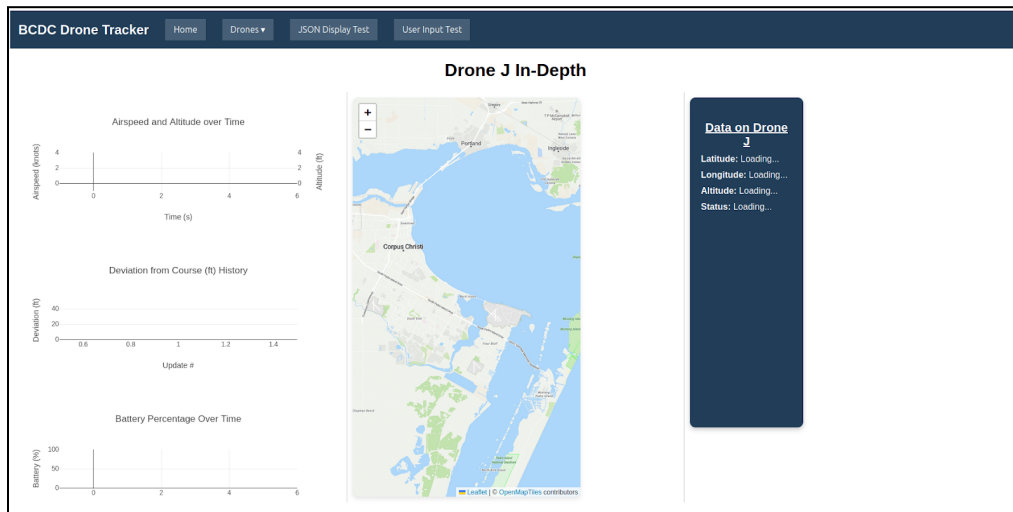 BCDC Drone Tracker Home Drones ▾ JSON Display Test User Input Test
Drone J In-Depth
Airspeed and Altitude over Time
Airspeed (knots)
4
2
0
4
2
0
Altitude (ft)
0 2 4 6
Time (s)
Deviation from Course (ft) History
Deviation (ft)
40
20
0
0.6 0.8 1 1.2 1.4
Update #
Battery Percentage Over Time
Battery (%)
100
50
0
0 2 4 6
+
−
Portland
Ingleside
Corpus Christi
Leaflet | © OpenMapTiles contributors
Data on Drone
J
Latitude: Loading...
Longitude: Loading...
Altitude: Loading...
Status: Loading...